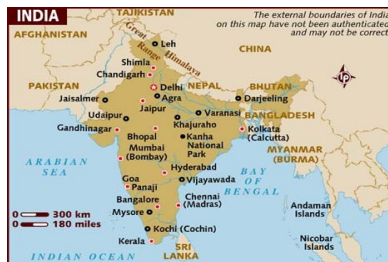 INDIA
The external boundaries of India
on this map have not been authenticated
and may not be correct
TAJIKISTAN
AFGHANISTAN
Great
Range Himalaya
Leh
CHINA
Shimla
Chandigarh
PAKISTAN
Delhi
NEPAL
BHUTAN
Jaisalmer
Agra
Jaipur
Darjeeling
Varanasi
BANGLADESH
Udaipur
Khajuraho
Gandhinagar
Bhopal
Kanha
National
Park
Kolkata
(Calcutta)
Mumbai
(Bombay)
MYANMAR
(BURMA)
ARABIAN
SEA
Hyderabad
Goa
Panaji
Vijayawada
BAY
OF
BENGAL
Bangalore
Chennai
(Madras)
Andaman
Islands
0 300 km
0 180 miles
Mysore
Kochi (Cochin)
Kerala
SRI
LANKA
Nicobar
Islands
INDIAN OCEAN